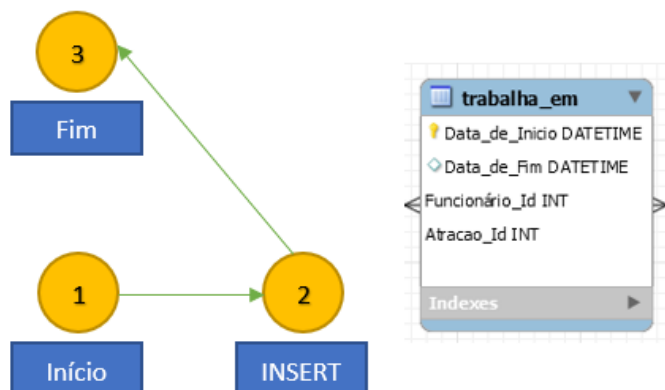 3
Fim
1
Início
2
INSERT
trabalha_em
Data_de_Inicio DATETIME
Data_de_Fim DATETIME
Funcionário_Id INT
Atracao_Id INT
Indexes